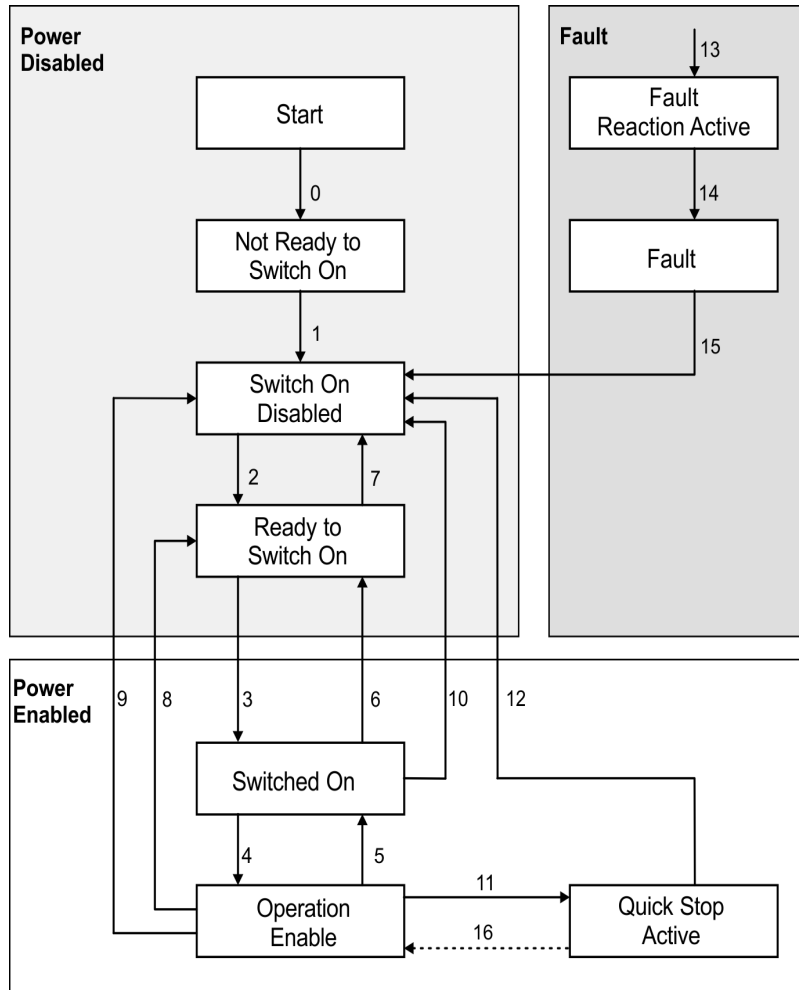 Power
Disabled
Fault
13
Start
Fault
Reaction Active
0
14
Not Ready to
Switch On
Fault
1
15
Switch On
Disabled
2
7
Ready to
Switch On
Power
Enabled
9
8
3
6
10
12
Switched On
4
5
11
Operation
Enable
Quick Stop
Active
16